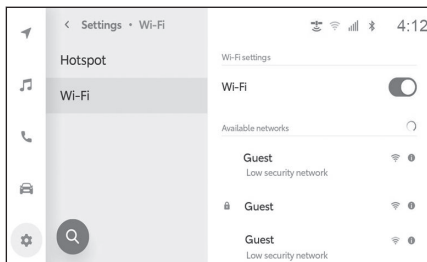 Settings • Wi-Fi
4:12
Hotspot
Wi-Fi
Wi-Fi settings
Wi-Fi
Available networks
Guest
Low security network
Guest
Guest
Low security network